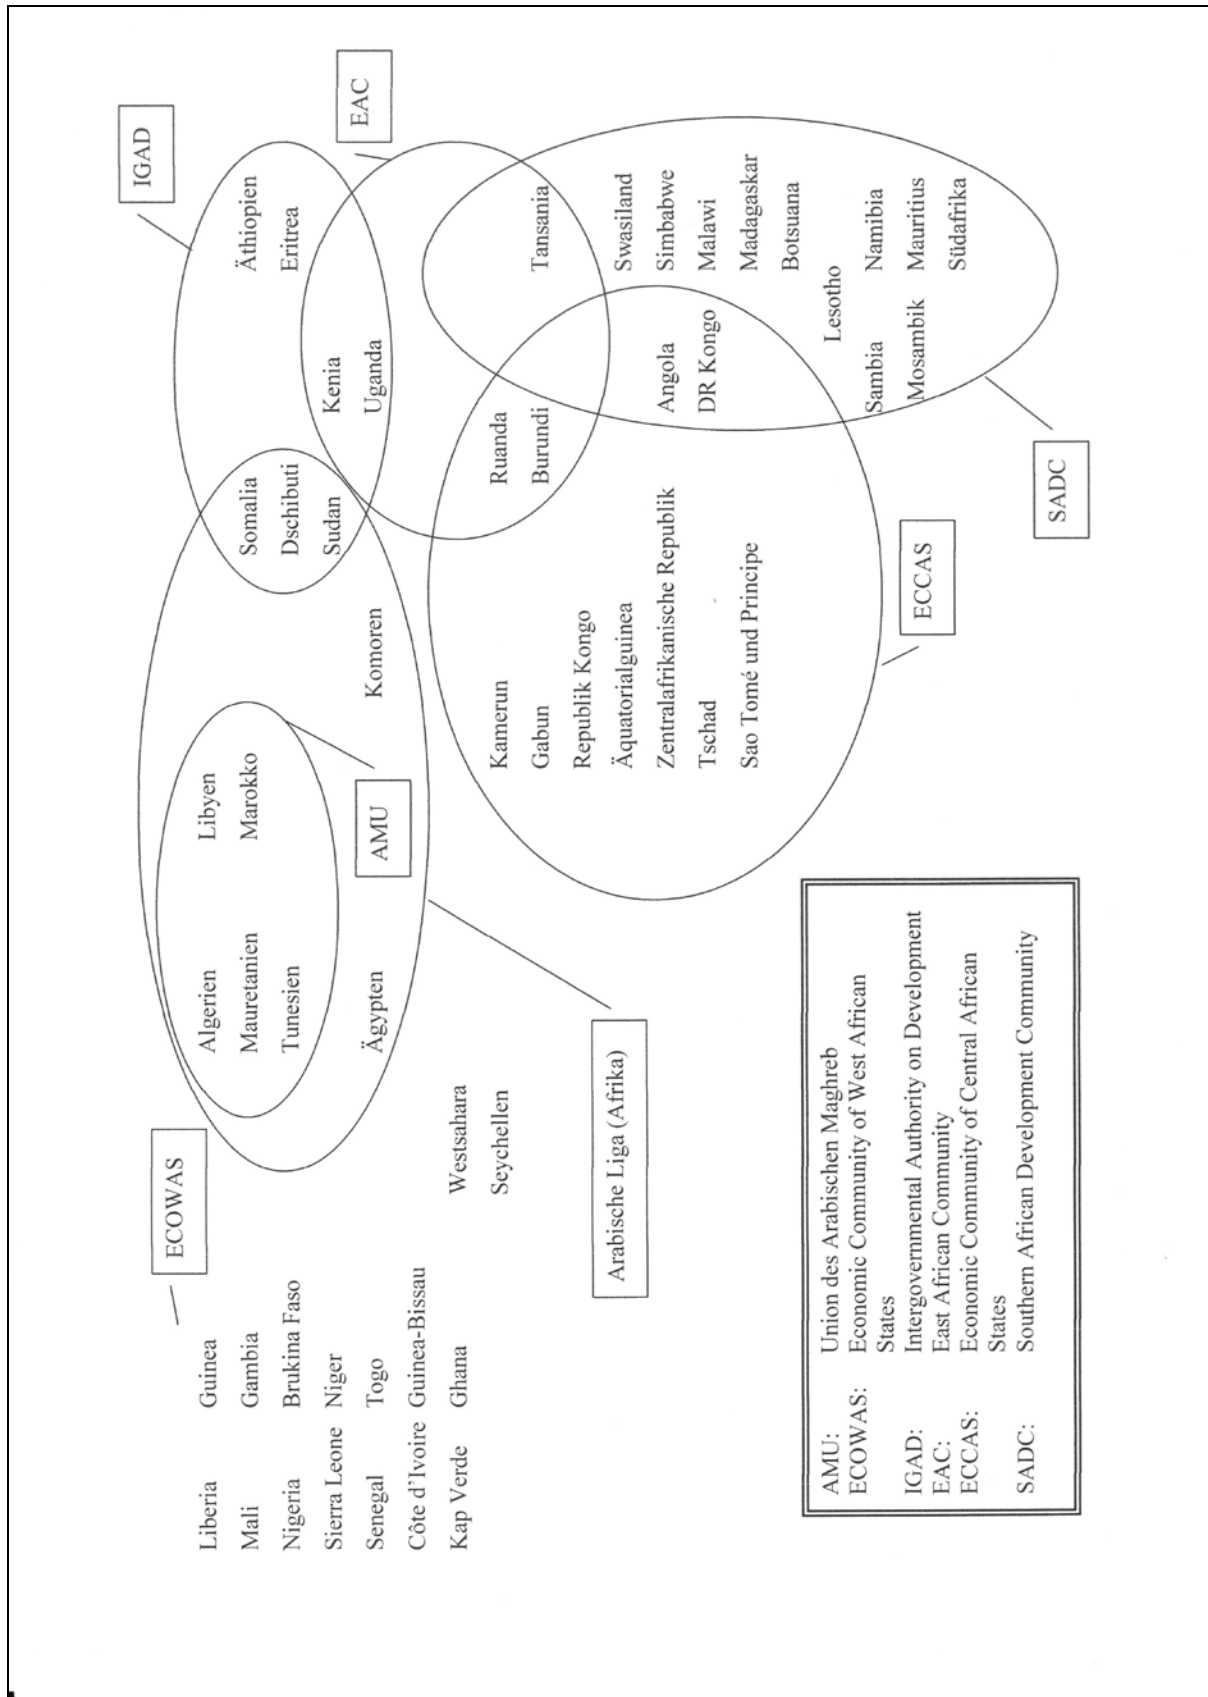 ECOWAS
Liberia
Guinea
Mali
Gambia
Nigeria
Brukina Faso
Sierra Leone
Niger
Senegal
Togo
Côte d'Ivoire
Guinea-Bissau
Kap Verde
Ghana
Westsahara
Seychellen
Algerien
Libyen
Mauretanien
Marokko
Tunesien
Ägypten
AMU
Komoren
Arabische Liga (Afrika)
Somalia
Dschibuti
Sudan
IGAD
Äthiopien
Eritrea
Kenia
Uganda
EAC
Ruanda
Burundi
Tansania
Kamerun
Gabun
Republik Kongo
Äquatorialguinea
Zentralafrikanische Republik
Tschad
Sao Tomé und Principe
ECCAS
Angola
DR Kongo
Swasiland
Simbabwe
Malawi
Madagaskar
Botsuana
Lesotho
Sambia
Namibia
Mosambik
Mauritius
Südafrika
SADC
AMU: Union des Arabischen Maghreb
ECOWAS: Economic Community of West African
States
IGAD: Intergovernmental Authority on Development
EAC: East African Community
ECCAS: Economic Community of Central African
States
SADC: Southern African Development Community